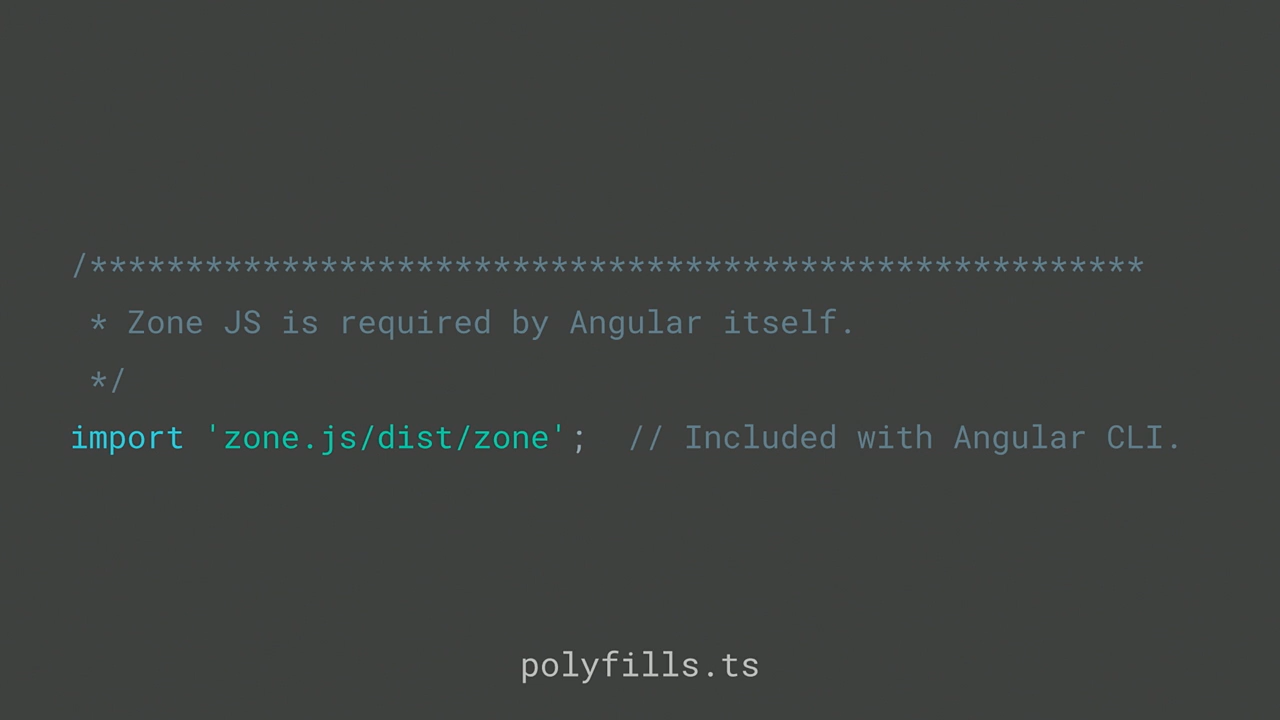 /*******************************************************
* Zone JS is required by Angular itself.
*/
import 'zone.js/dist/zone';  // Included with Angular CLI.
polyfills.ts